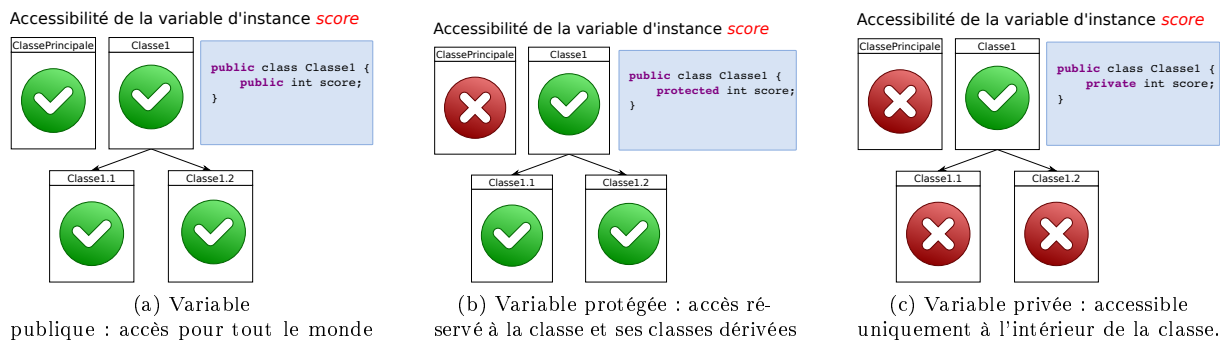 Accessibilité de la variable d'instance score
ClassePrincipale
Classe1
public class Classe1 {
public int score;
}
Classe1.1
Classe1.2
(a) Variable
publique : accès pour tout le monde
Accessibilité de la variable d'instance score
ClassePrincipale
Classe1
public class Classe1 {
protected int score;
}
Classe1.1
Classe1.2
(b) Variable protégée : accès ré-
servé à la classe et ses classes dérivées
Accessibilité de la variable d'instance score
ClassePrincipale
Classe1
public class Classe1 {
private int score;
}
Classe1.1
Classe1.2
(c) Variable privée : accessible
uniquement à l'intérieur de la classe.